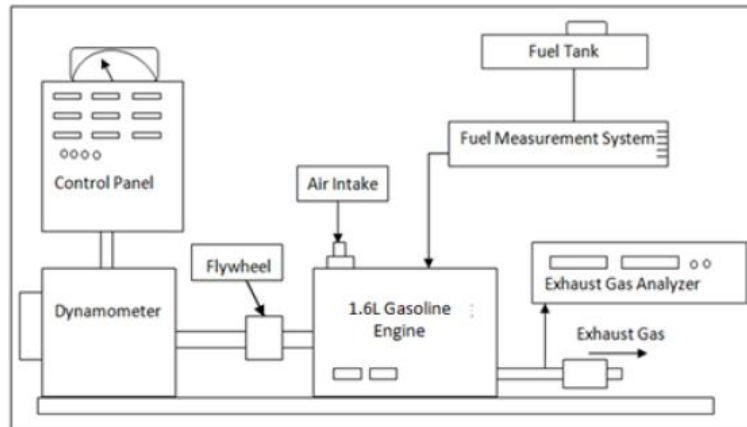 Fuel Tank
Fuel Measurement System
Control Panel
Air Intake
Flywheel
Exhaust Gas Analyzer
Dynamometer
1.6L Gasoline
Engine
Exhaust Gas